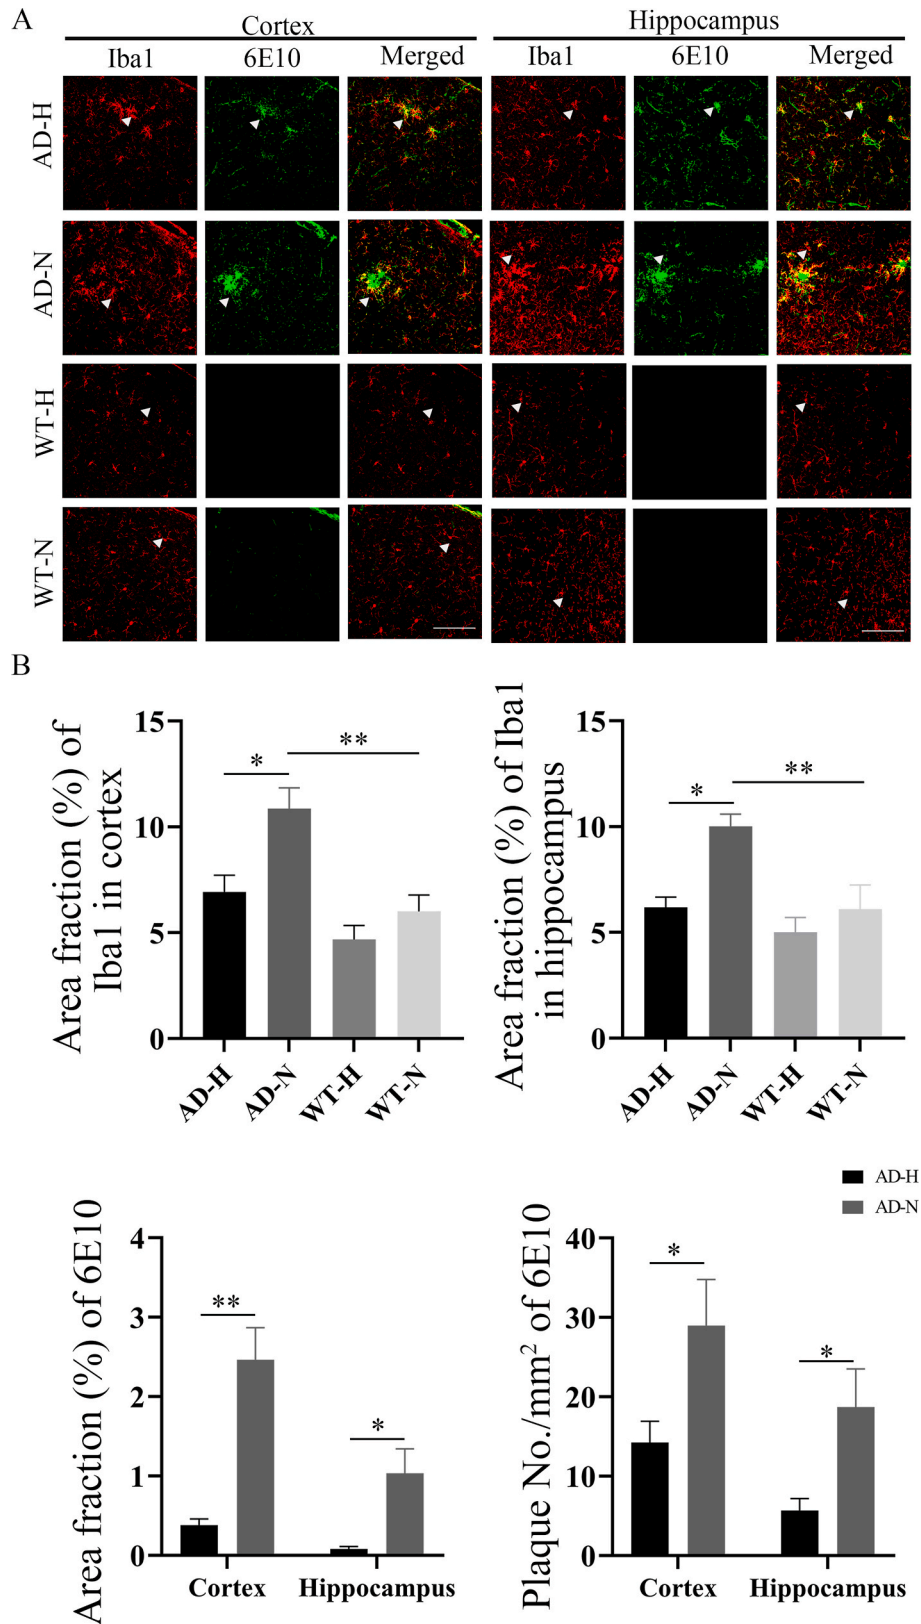 A
Cortex
Hippocampus
Iba1
6E10
Merged
Iba1
6E10
Merged
AD-H
AD-N
WT-H
WT-N
B
Area fraction (%) of
Iba1 in cortex
15
10
5
0
*
**
AD-H
AD-N
WT-H
WT-N
Area fraction (%) of Iba1
in hippocampus
15
10
5
0
*
**
AD-H
AD-N
WT-H
WT-N
Area fraction (%) of 6E10
4
3
2
1
0
**
*
Cortex
Hippocampus
AD-H
AD-N
Plaque No./mm² of 6E10
40
30
20
10
0
*
*
Cortex
Hippocampus